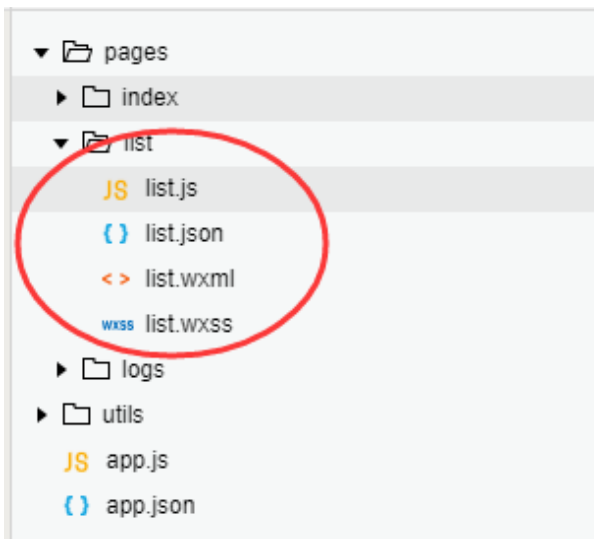 pages
index
list
JS list.js
{ } list.json
< > list.wxml
wxss list.wxss
logs
utils
JS app.js
{ } app.json